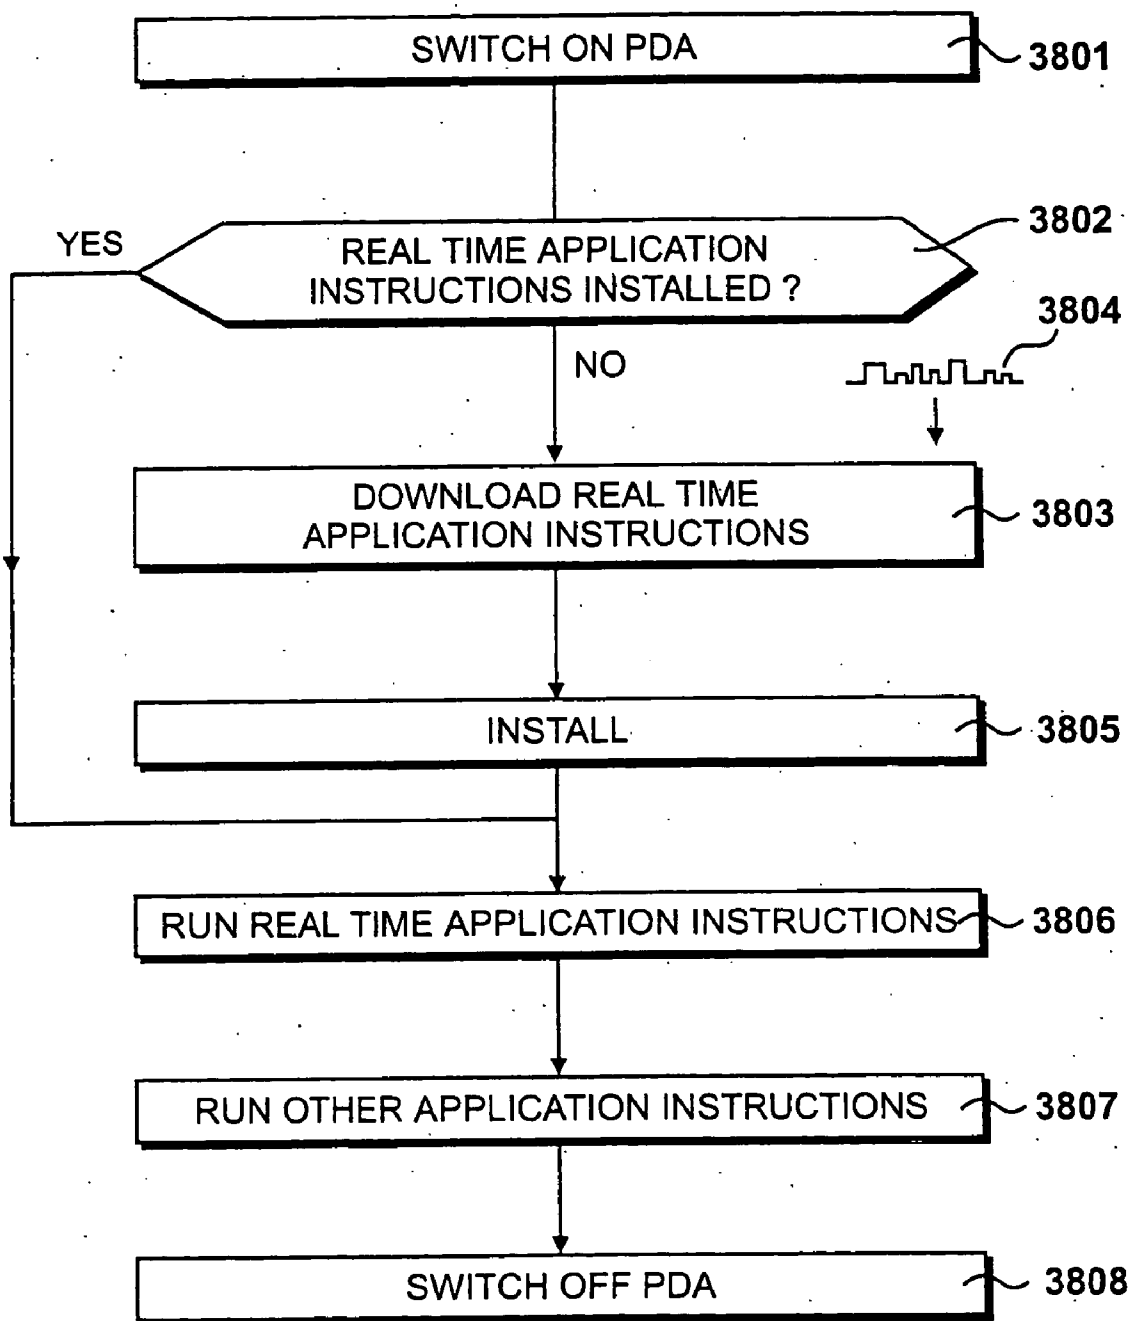 SWITCH ON PDA
3801
3802
YES
REAL TIME APPLICATION
INSTRUCTIONS INSTALLED ?
3804
NO
DOWNLOAD REAL TIME
APPLICATION INSTRUCTIONS
3803
INSTALL
3805
RUN REAL TIME APPLICATION INSTRUCTIONS
3806
RUN OTHER APPLICATION INSTRUCTIONS
3807
SWITCH OFF PDA
3808